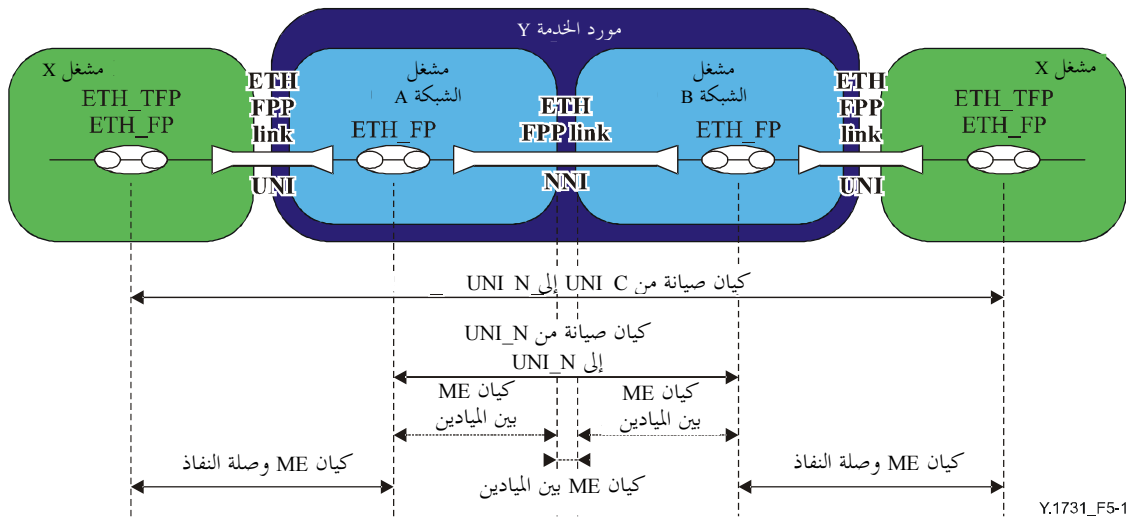 مورد الخدمة Y
مشغل X
ETH_TFP
ETH_FP
ETH
FPP
link
UNI
مشغل
الشبكة A
ETH_FP
ETH
FPP link
NNI
مشغل
الشبكة B
ETH_FP
ETH
FPP
link
UNI
مشغل X
ETH_TFP
ETH_FP
كيان صيانة من UNI_C إلى UNI_N
كيان صيانة من UNI_N
إلى UNI_N
كيان ME
بين الميادين
كيان ME
بين الميادين
كيان ME وصلة النفاذ
كيان ME بين الميادين
كيان ME وصلة النفاذ
Y.1731_F5-1